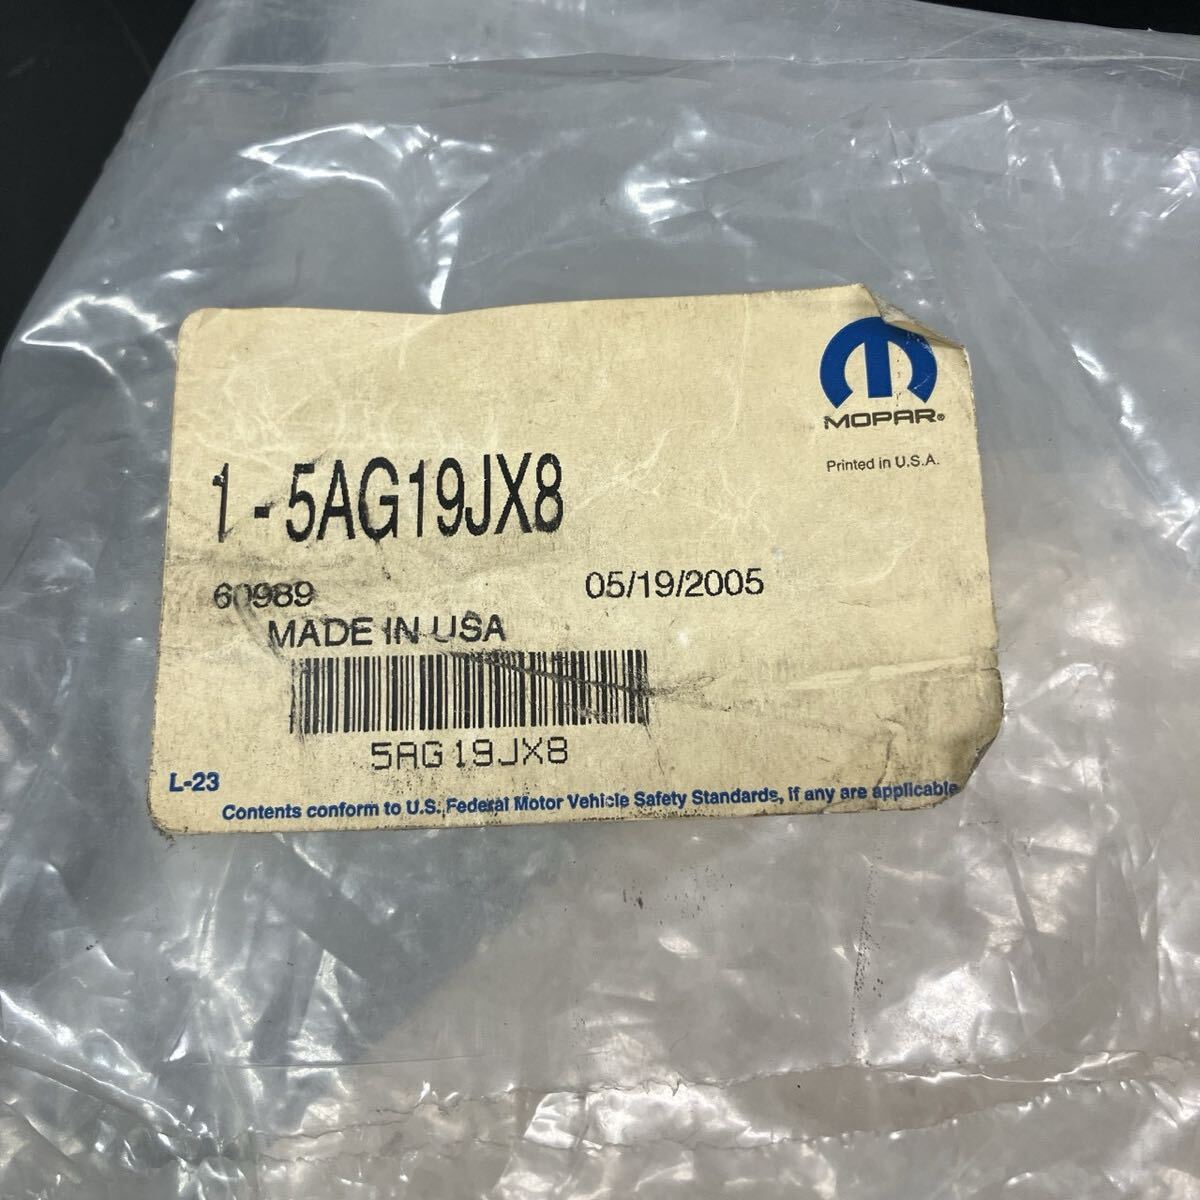 MOPAR®
Printed in U.S.A.
1 - 5AG19JX8
60989 05/19/2005
MADE IN USA
5AG19JX8
L-23
Contents conform to U.S. Federal Motor Vehicle Safety Standards, if any are applicable